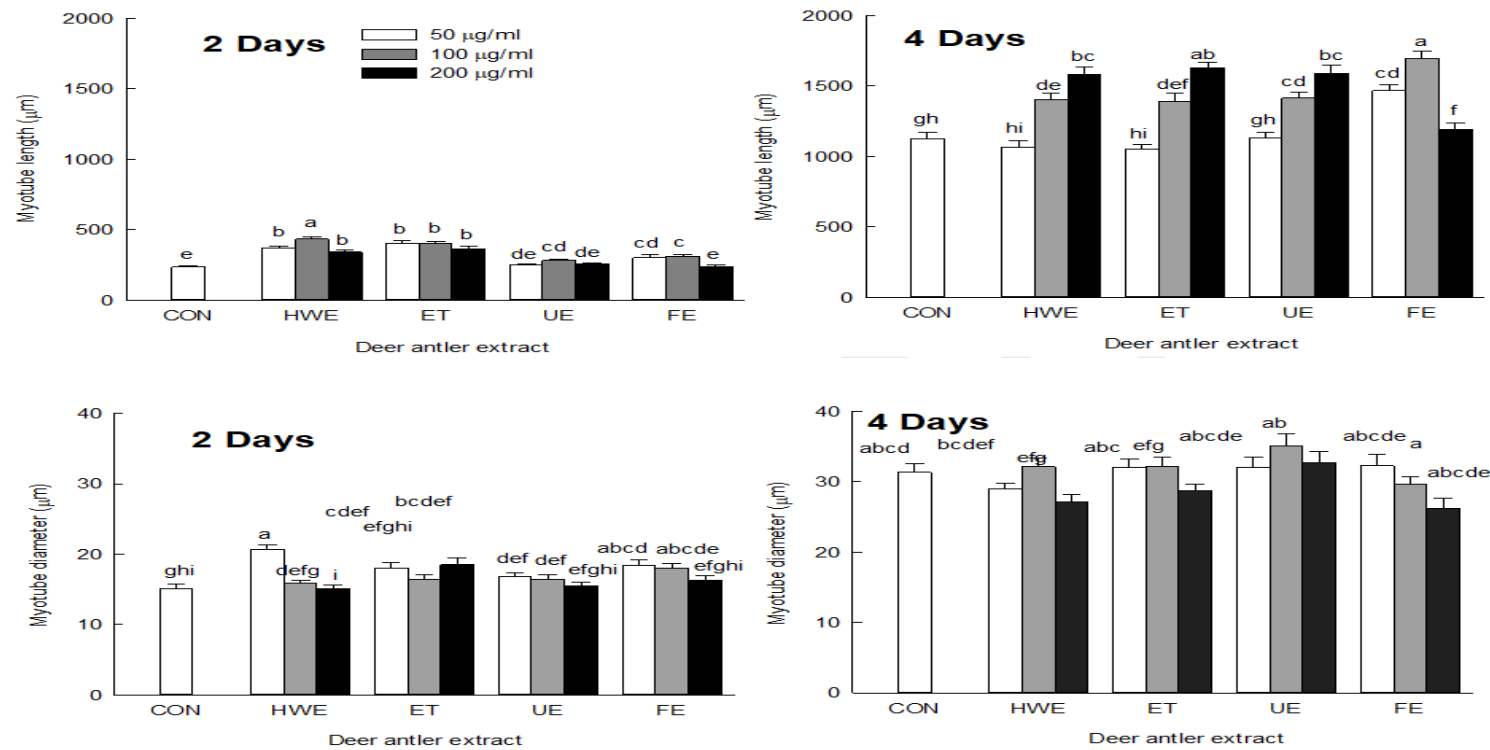 2000
1500
1000
500
0
Myotube length (μm)
2 Days
50 μg/ml
100 μg/ml
200 μg/ml
e
b a b
b b b
de cd de
cd c e
CON HWE ET UE FE
Deer antler extract
2000
1500
1000
500
0
Myotube length (μm)
4 Days
gh
hi de bc
hi def ab
gh cd bc
cd a f
CON HWE ET UE FE
Deer antler extract
40
30
20
10
0
Myotube diameter (μm)
2 Days
ghi
a defg i
cdef efghi bcdef
def def efghi
abcd abcde efghi
CON HWE ET UE FE
Deer antler extract
40
30
20
10
0
Myotube diameter (μm)
4 Days
abcd
bcdef efg
abc efg
abcde ab
abcde a abcde
CON HWE ET UE FE
Deer antler extract